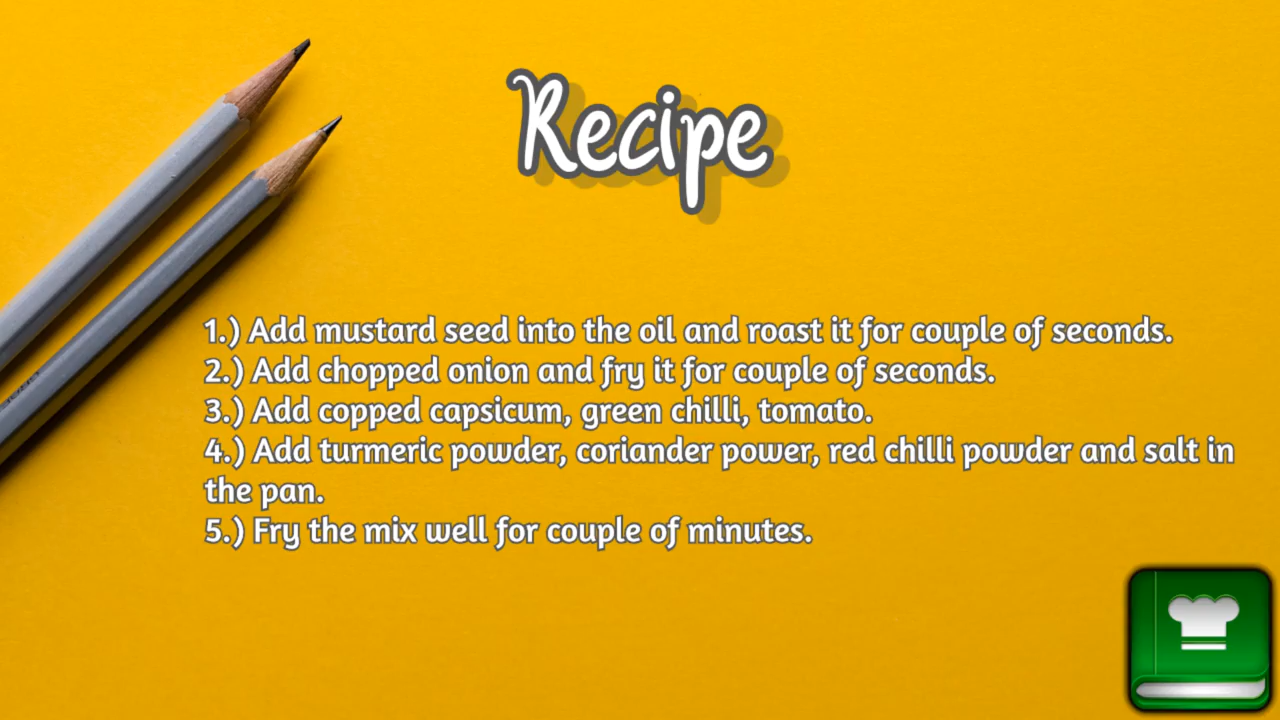 Recipe
1.) Add mustard seed into the oil and roast it for couple of seconds.
2.) Add chopped onion and fry it for couple of seconds.
3.) Add copped capsicum, green chilli, tomato.
4.) Add turmeric powder, coriander power, red chilli powder and salt in
the pan.
5.) Fry the mix well for couple of minutes.